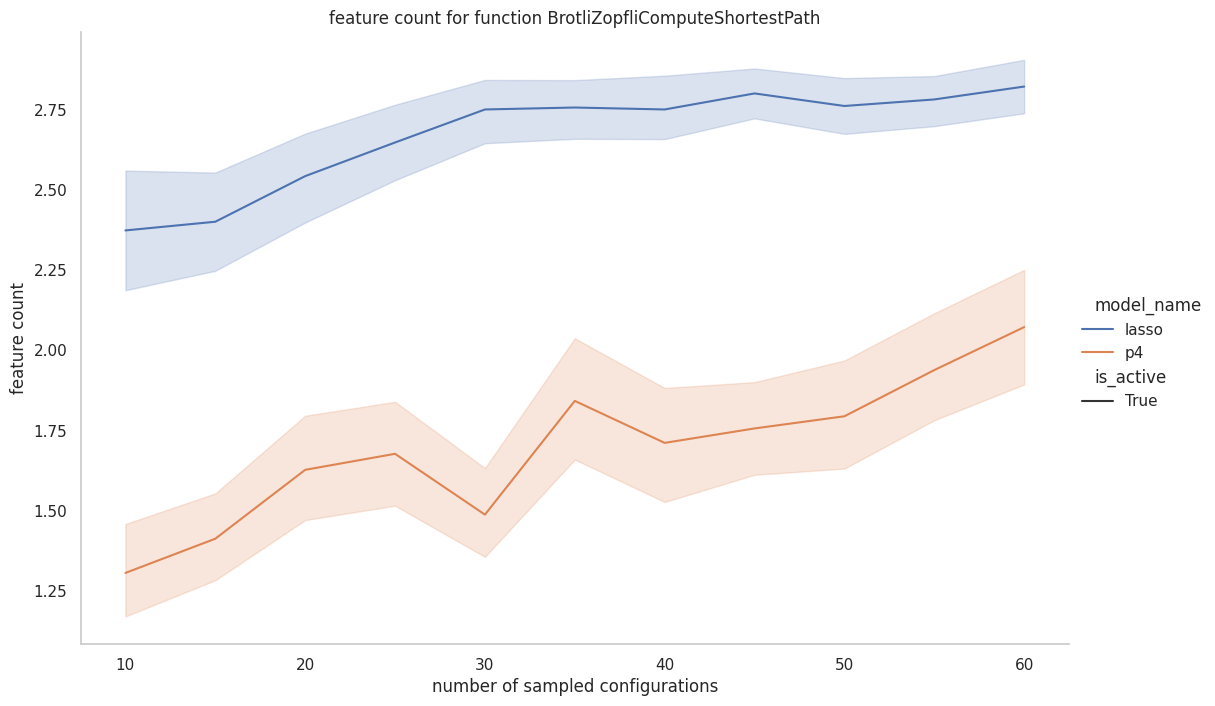 feature count for function BrotliZopfliComputeShortestPath
feature count
2.75
2.50
2.25
2.00
1.75
1.50
1.25
10 20 30 40 50 60
number of sampled configurations
model_name
lasso
p4
is_active
True